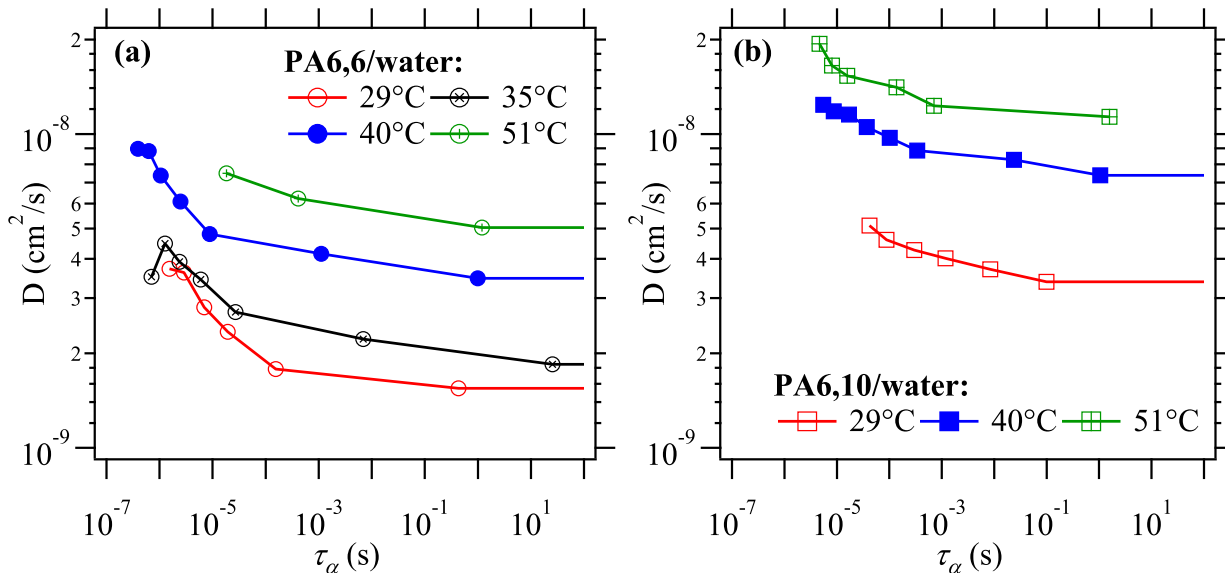 (a)
PA6,6/water:
29°C 35°C
40°C 51°C
2
10⁻⁸
5
4
3
2
10⁻⁹
D (cm²/s)
10⁻⁷ 10⁻⁵ 10⁻³ 10⁻¹ 10¹
τα (s)
(b)
2
10⁻⁸
5
4
3
2
10⁻⁹
D (cm²/s)
PA6,10/water:
29°C 40°C 51°C
10⁻⁷ 10⁻⁵ 10⁻³ 10⁻¹ 10¹
τα (s)